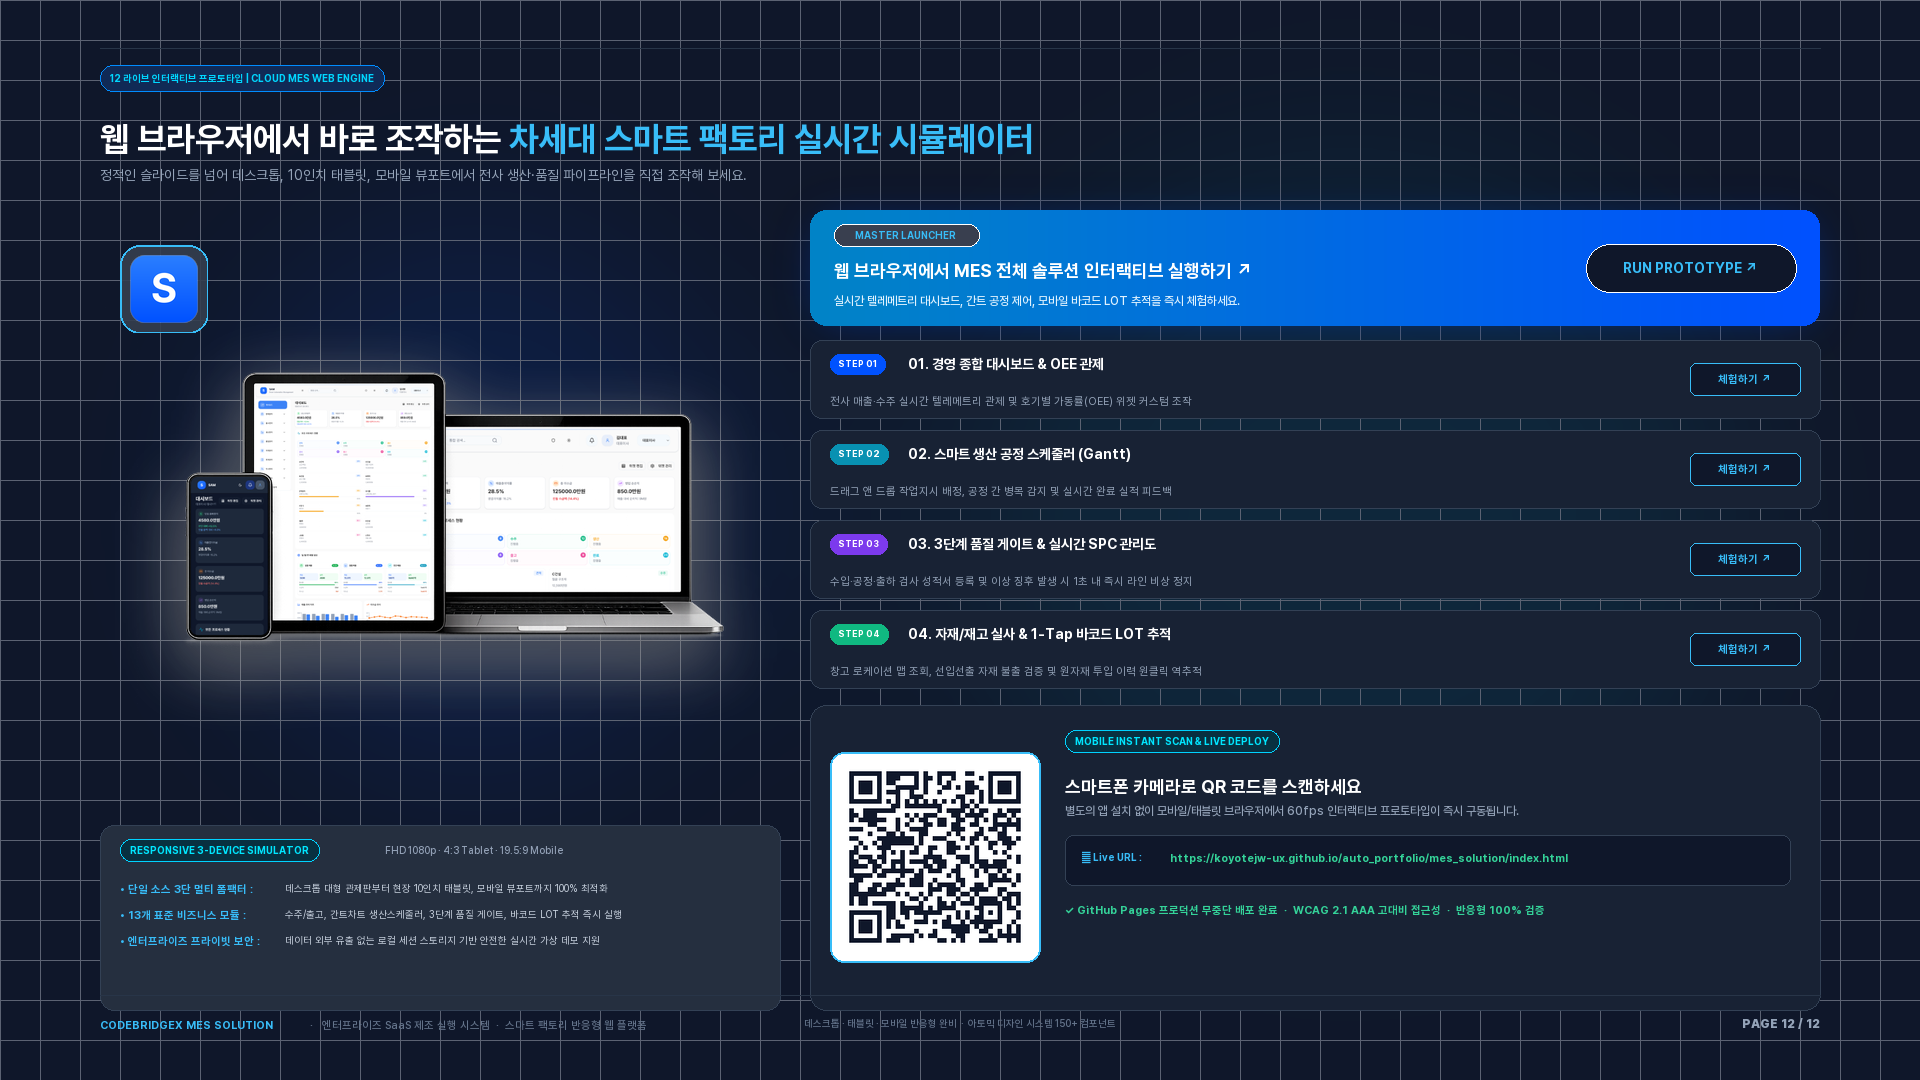 12 라이브 인터랙티브 프로토타입 | CLOUD MES WEB ENGINE
웹 브라우저에서 바로 조작하는 차세대 스마트 팩토리 실시간 시뮬레이터
정적인 슬라이드를 넘어 데스크톱, 10인치 태블릿, 모바일 뷰포트에서 전사 생산·품질 파이프라인을 직접 조작해 보세요.
S
대시보드
28.5%
125000.0만원
850.0만원
28.5%
125000.0만원
850.0만원
RESPONSIVE 3-DEVICE SIMULATOR
FHD 1080p · 4:3 Tablet · 19.5:9 Mobile
• 단일 소스 3단 멀티 폼팩터 : 데스크톱 대형 관제판부터 현장 10인치 태블릿, 모바일 뷰포트까지 100% 최적화
• 13개 표준 비즈니스 모듈 : 수주/출고, 간트차트 생산스케줄러, 3단계 품질 게이트, 바코드 LOT 추적 즉시 실행
• 엔터프라이즈 프라이빗 보안 : 데이터 외부 유출 없는 로컬 세션 스토리지 기반 안전한 실시간 가상 데모 지원
MASTER LAUNCHER
웹 브라우저에서 MES 전체 솔루션 인터랙티브 실행하기 ↗
실시간 텔레메트리 대시보드, 간트 공정 제어, 모바일 바코드 LOT 추적을 즉시 체험하세요.
RUN PROTOTYPE ↗
STEP 01
01. 경영 종합 대시보드 & OEE 관제
전사 매출·수주 실시간 텔레메트리 관제 및 호기별 가동률(OEE) 위젯 커스텀 조작
체험하기 ↗
STEP 02
02. 스마트 생산 공정 스케줄러 (Gantt)
드래그 앤 드롭 작업지시 배정, 공정 간 병목 감지 및 실시간 완료 실적 피드백
체험하기 ↗
STEP 03
03. 3단계 품질 게이트 & 실시간 SPC 관리도
수입·공정·출하 검사 성적서 등록 및 이상 징후 발생 시 1초 내 즉시 라인 비상 정지
체험하기 ↗
STEP 04
04. 자재/재고 실사 & 1-Tap 바코드 LOT 추적
창고 로케이션 맵 조회, 선입선출 자재 불출 검증 및 원자재 투입 이력 원클릭 역추적
체험하기 ↗
MOBILE INSTANT SCAN & LIVE DEPLOY
스마트폰 카메라로 QR 코드를 스캔하세요
별도의 앱 설치 없이 모바일/태블릿 브라우저에서 60fps 인터랙티브 프로토타입이 즉시 구동됩니다.
Live URL : https://koyotejw-ux.github.io/auto_portfolio/mes_solution/index.html
✓ GitHub Pages 프로덕션 무중단 배포 완료 · WCAG 2.1 AAA 고대비 접근성 · 반응형 100% 검증
CODEBRIDGEX MES SOLUTION · 엔터프라이즈 SaaS 제조 실행 시스템 · 스마트 팩토리 반응형 웹 플랫폼
데스크톱 · 태블릿 · 모바일 반응형 완비 · 아토믹 디자인 시스템 150+ 컴포넌트
PAGE 12 / 12